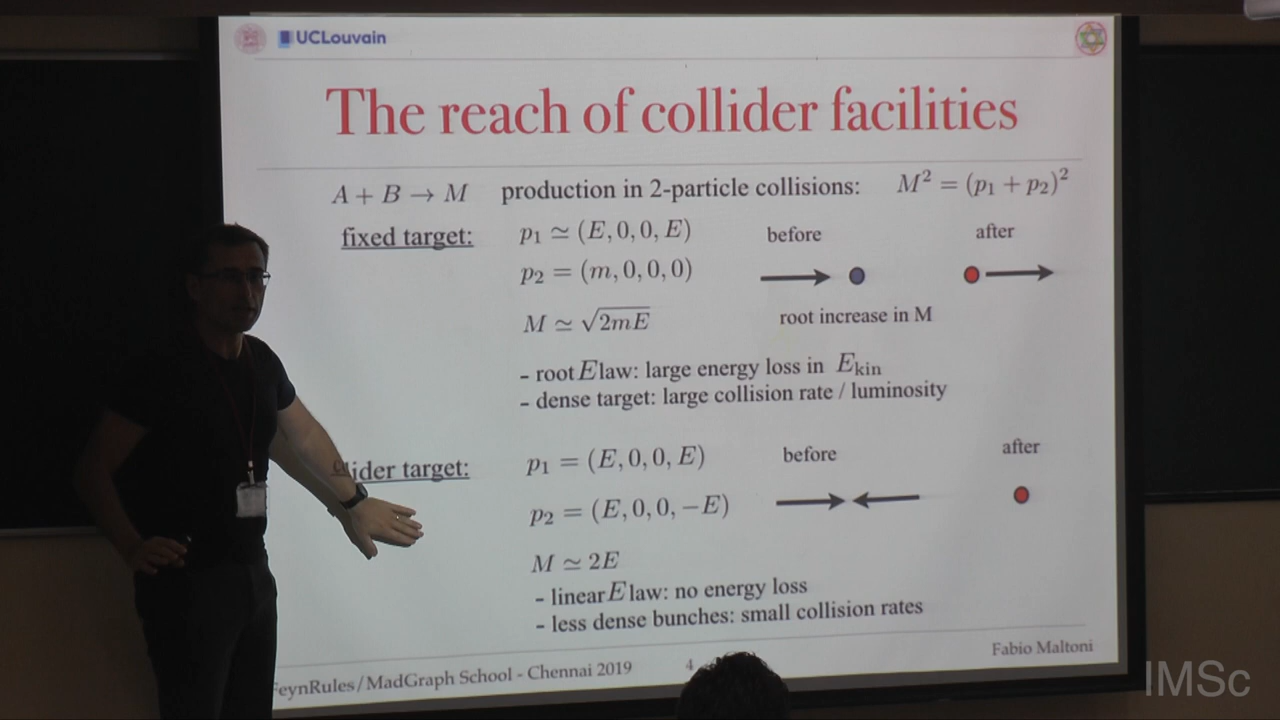 UCLouvain
The reach of collider facilities
A + B → M production in 2-particle collisions: M² = (p₁ + p₂)²
fixed target: p₁ ≃ (E, 0, 0, E) before after
p₂ = (m, 0, 0, 0)
M ≃ √2mE root increase in M
- root E law: large energy loss in E_kin
- dense target: large collision rate / luminosity
lider target: p₁ = (E, 0, 0, E) before after
p₂ = (E, 0, 0, −E)
M ≃ 2E
- linear E law: no energy loss
- less dense bunches: small collision rates
Fabio Maltoni
FeynRules/MadGraph School - Chennai 2019 4
IMSc